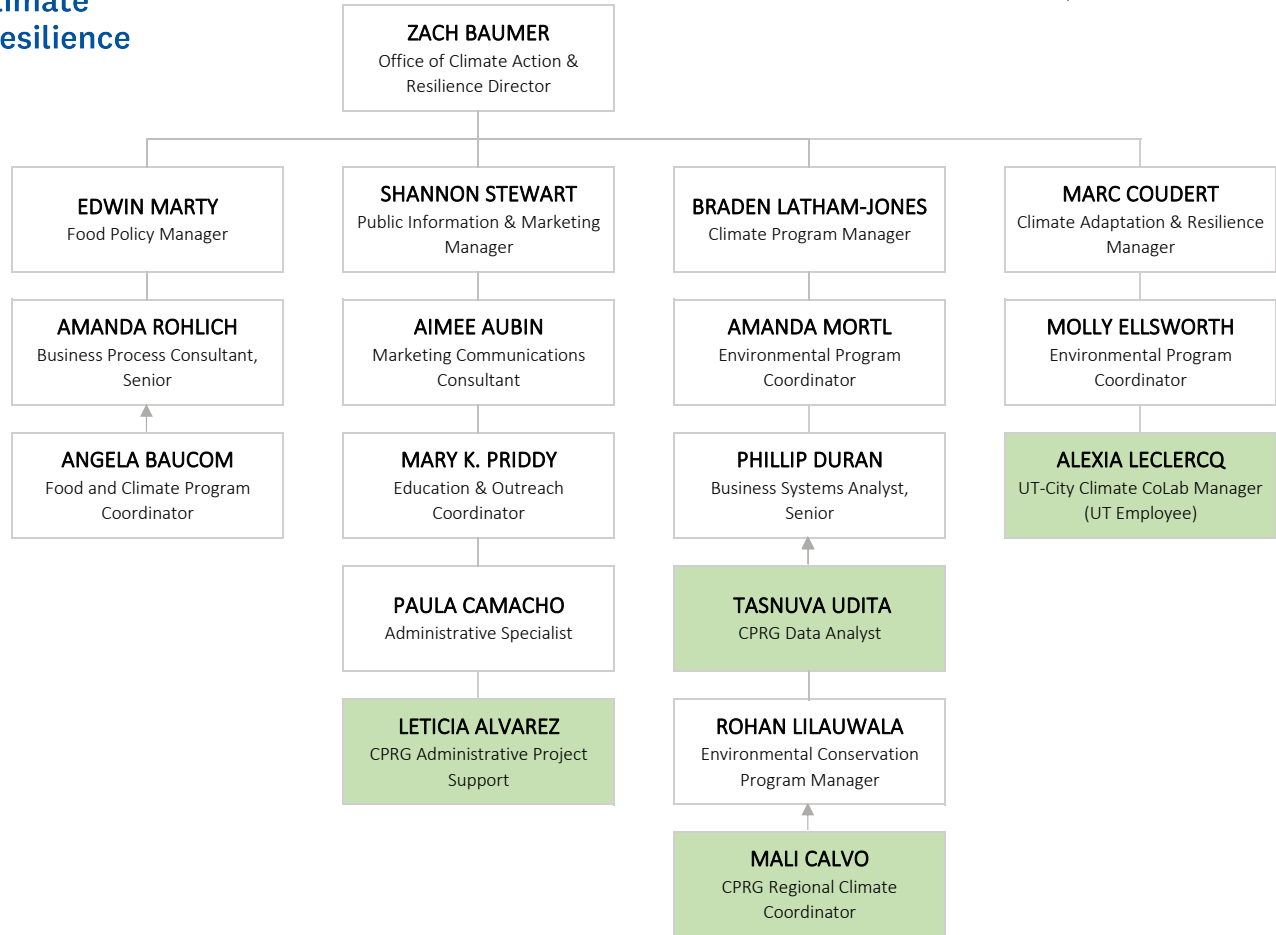 esilience
ZACH BAUMER
Office of Climate Action &
Resilience Director
EDWIN MARTY
Food Policy Manager
SHANNON STEWART
Public Information & Marketing
Manager
BRADEN LATHAM-JONES
Climate Program Manager
MARC COUDERT
Climate Adaptation & Resilience
Manager
AMANDA ROHLICH
Business Process Consultant,
Senior
AIMEE AUBIN
Marketing Communications
Consultant
AMANDA MORTL
Environmental Program
Coordinator
MOLLY ELLSWORTH
Environmental Program
Coordinator
ANGELA BAUCOM
Food and Climate Program
Coordinator
MARY K. PRIDDY
Education & Outreach
Coordinator
PHILLIP DURAN
Business Systems Analyst,
Senior
ALEXIA LECLERCQ
UT-City Climate CoLab Manager
(UT Employee)
PAULA CAMACHO
Administrative Specialist
TASNUVA UDITA
CPRG Data Analyst
LETICIA ALVAREZ
CPRG Administrative Project
Support
ROHAN LILAUWALA
Environmental Conservation
Program Manager
MALI CALVO
CPRG Regional Climate
Coordinator